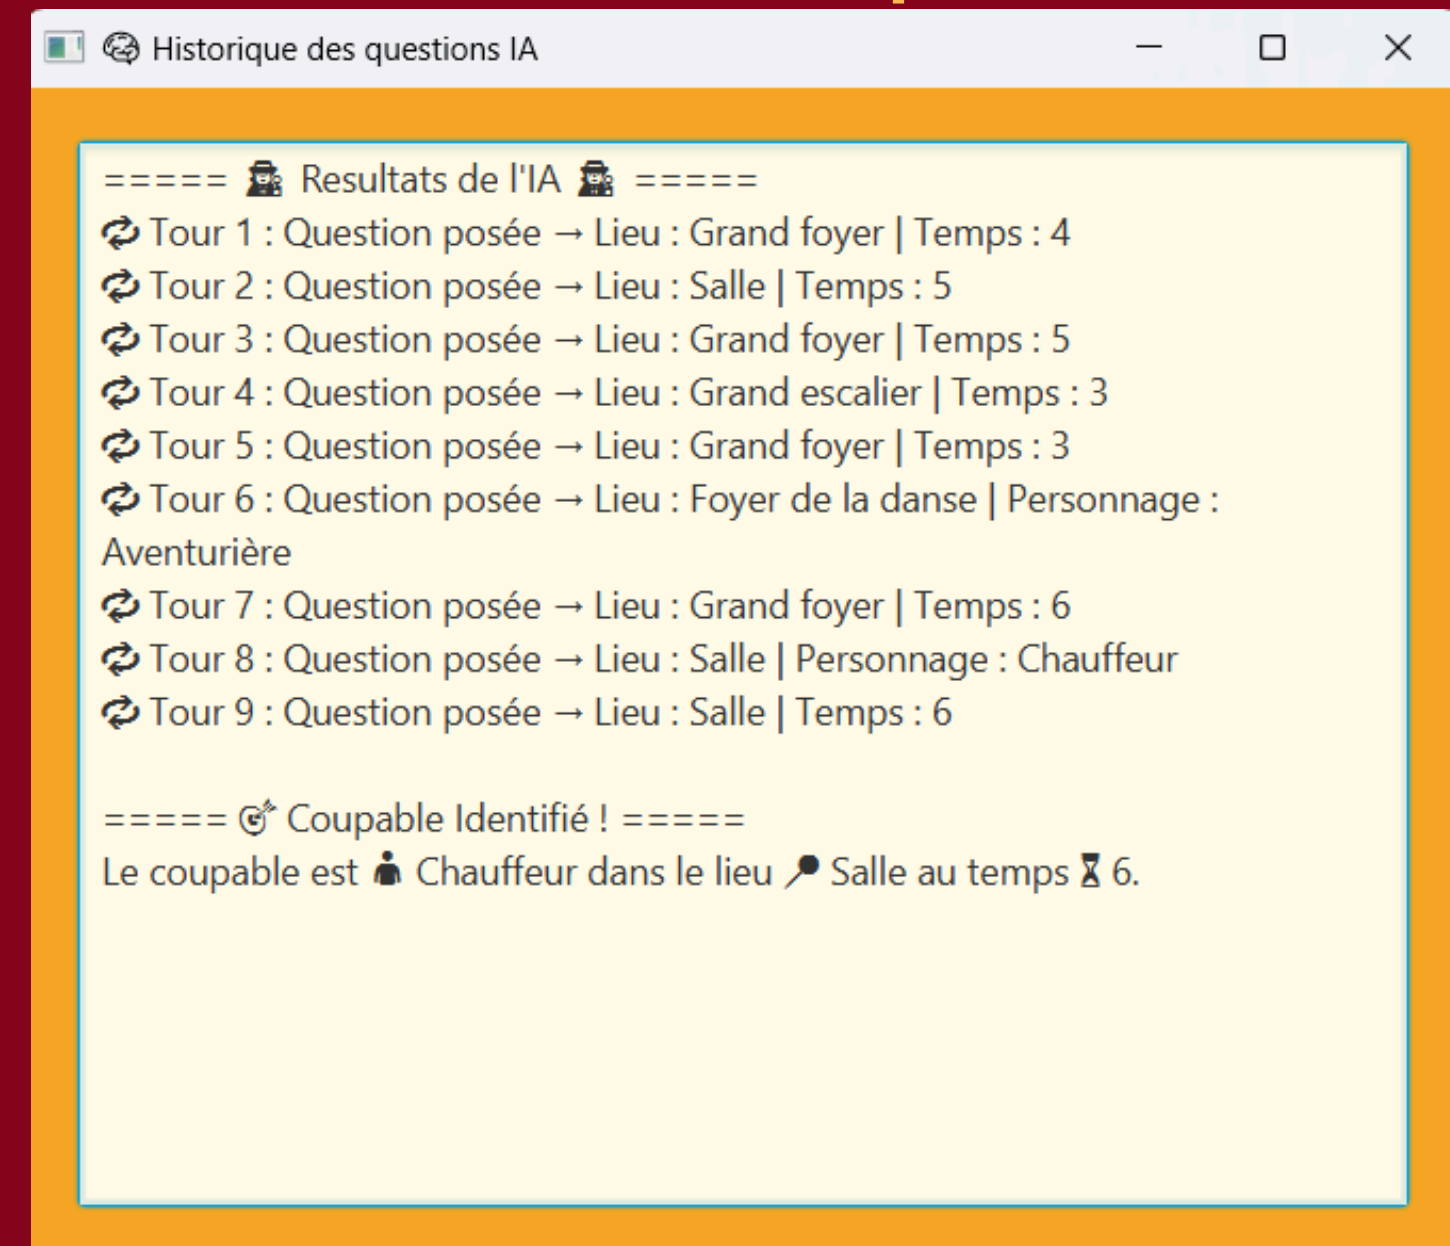 Historique des questions IA
===== Resultats de l'IA =====
Tour 1 : Question posée → Lieu : Grand foyer | Temps : 4
Tour 2 : Question posée → Lieu : Salle | Temps : 5
Tour 3 : Question posée → Lieu : Grand foyer | Temps : 5
Tour 4 : Question posée → Lieu : Grand escalier | Temps : 3
Tour 5 : Question posée → Lieu : Grand foyer | Temps : 3
Tour 6 : Question posée → Lieu : Foyer de la danse | Personnage :
Aventurière
Tour 7 : Question posée → Lieu : Grand foyer | Temps : 6
Tour 8 : Question posée → Lieu : Salle | Personnage : Chauffeur
Tour 9 : Question posée → Lieu : Salle | Temps : 6
===== Coupable Identifié ! =====
Le coupable est Chauffeur dans le lieu Salle au temps 6.